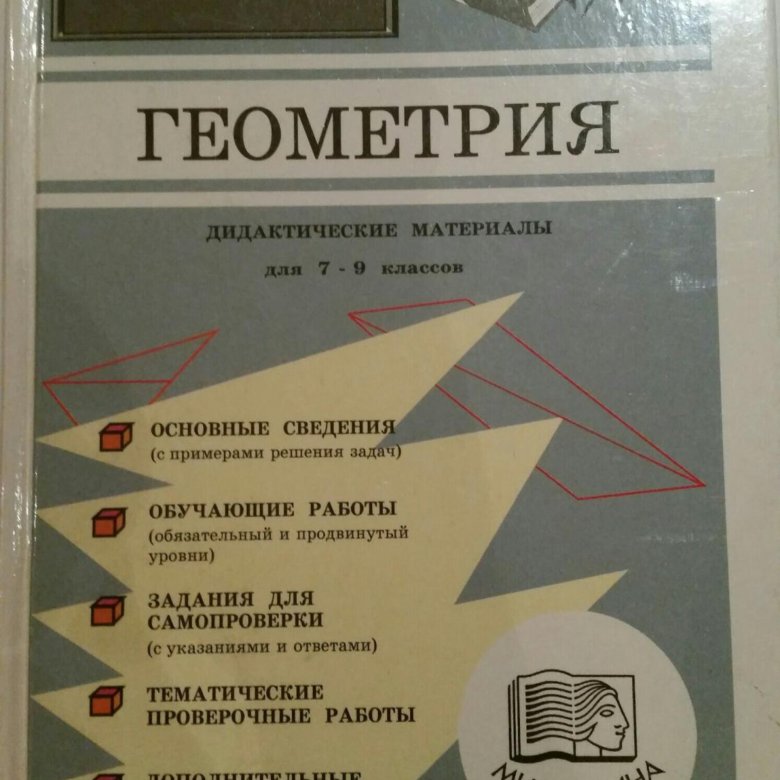 ГЕОМЕТРИЯ
ДИДАКТИЧЕСКИЕ МАТЕРИАЛЫ
для 7 - 9 классов
ОСНОВНЫЕ СВЕДЕНИЯ
(с примерами решения задач)
ОБУЧАЮЩИЕ РАБОТЫ
(обязательный и продвинутый
уровни)
ЗАДАНИЯ ДЛЯ
САМОПРОВЕРКИ
(с указаниями и ответами)
ТЕМАТИЧЕСКИЕ
ПРОВЕРОЧНЫЕ РАБОТЫ
ДОПОЛНИТЕЛЬНЫЕ